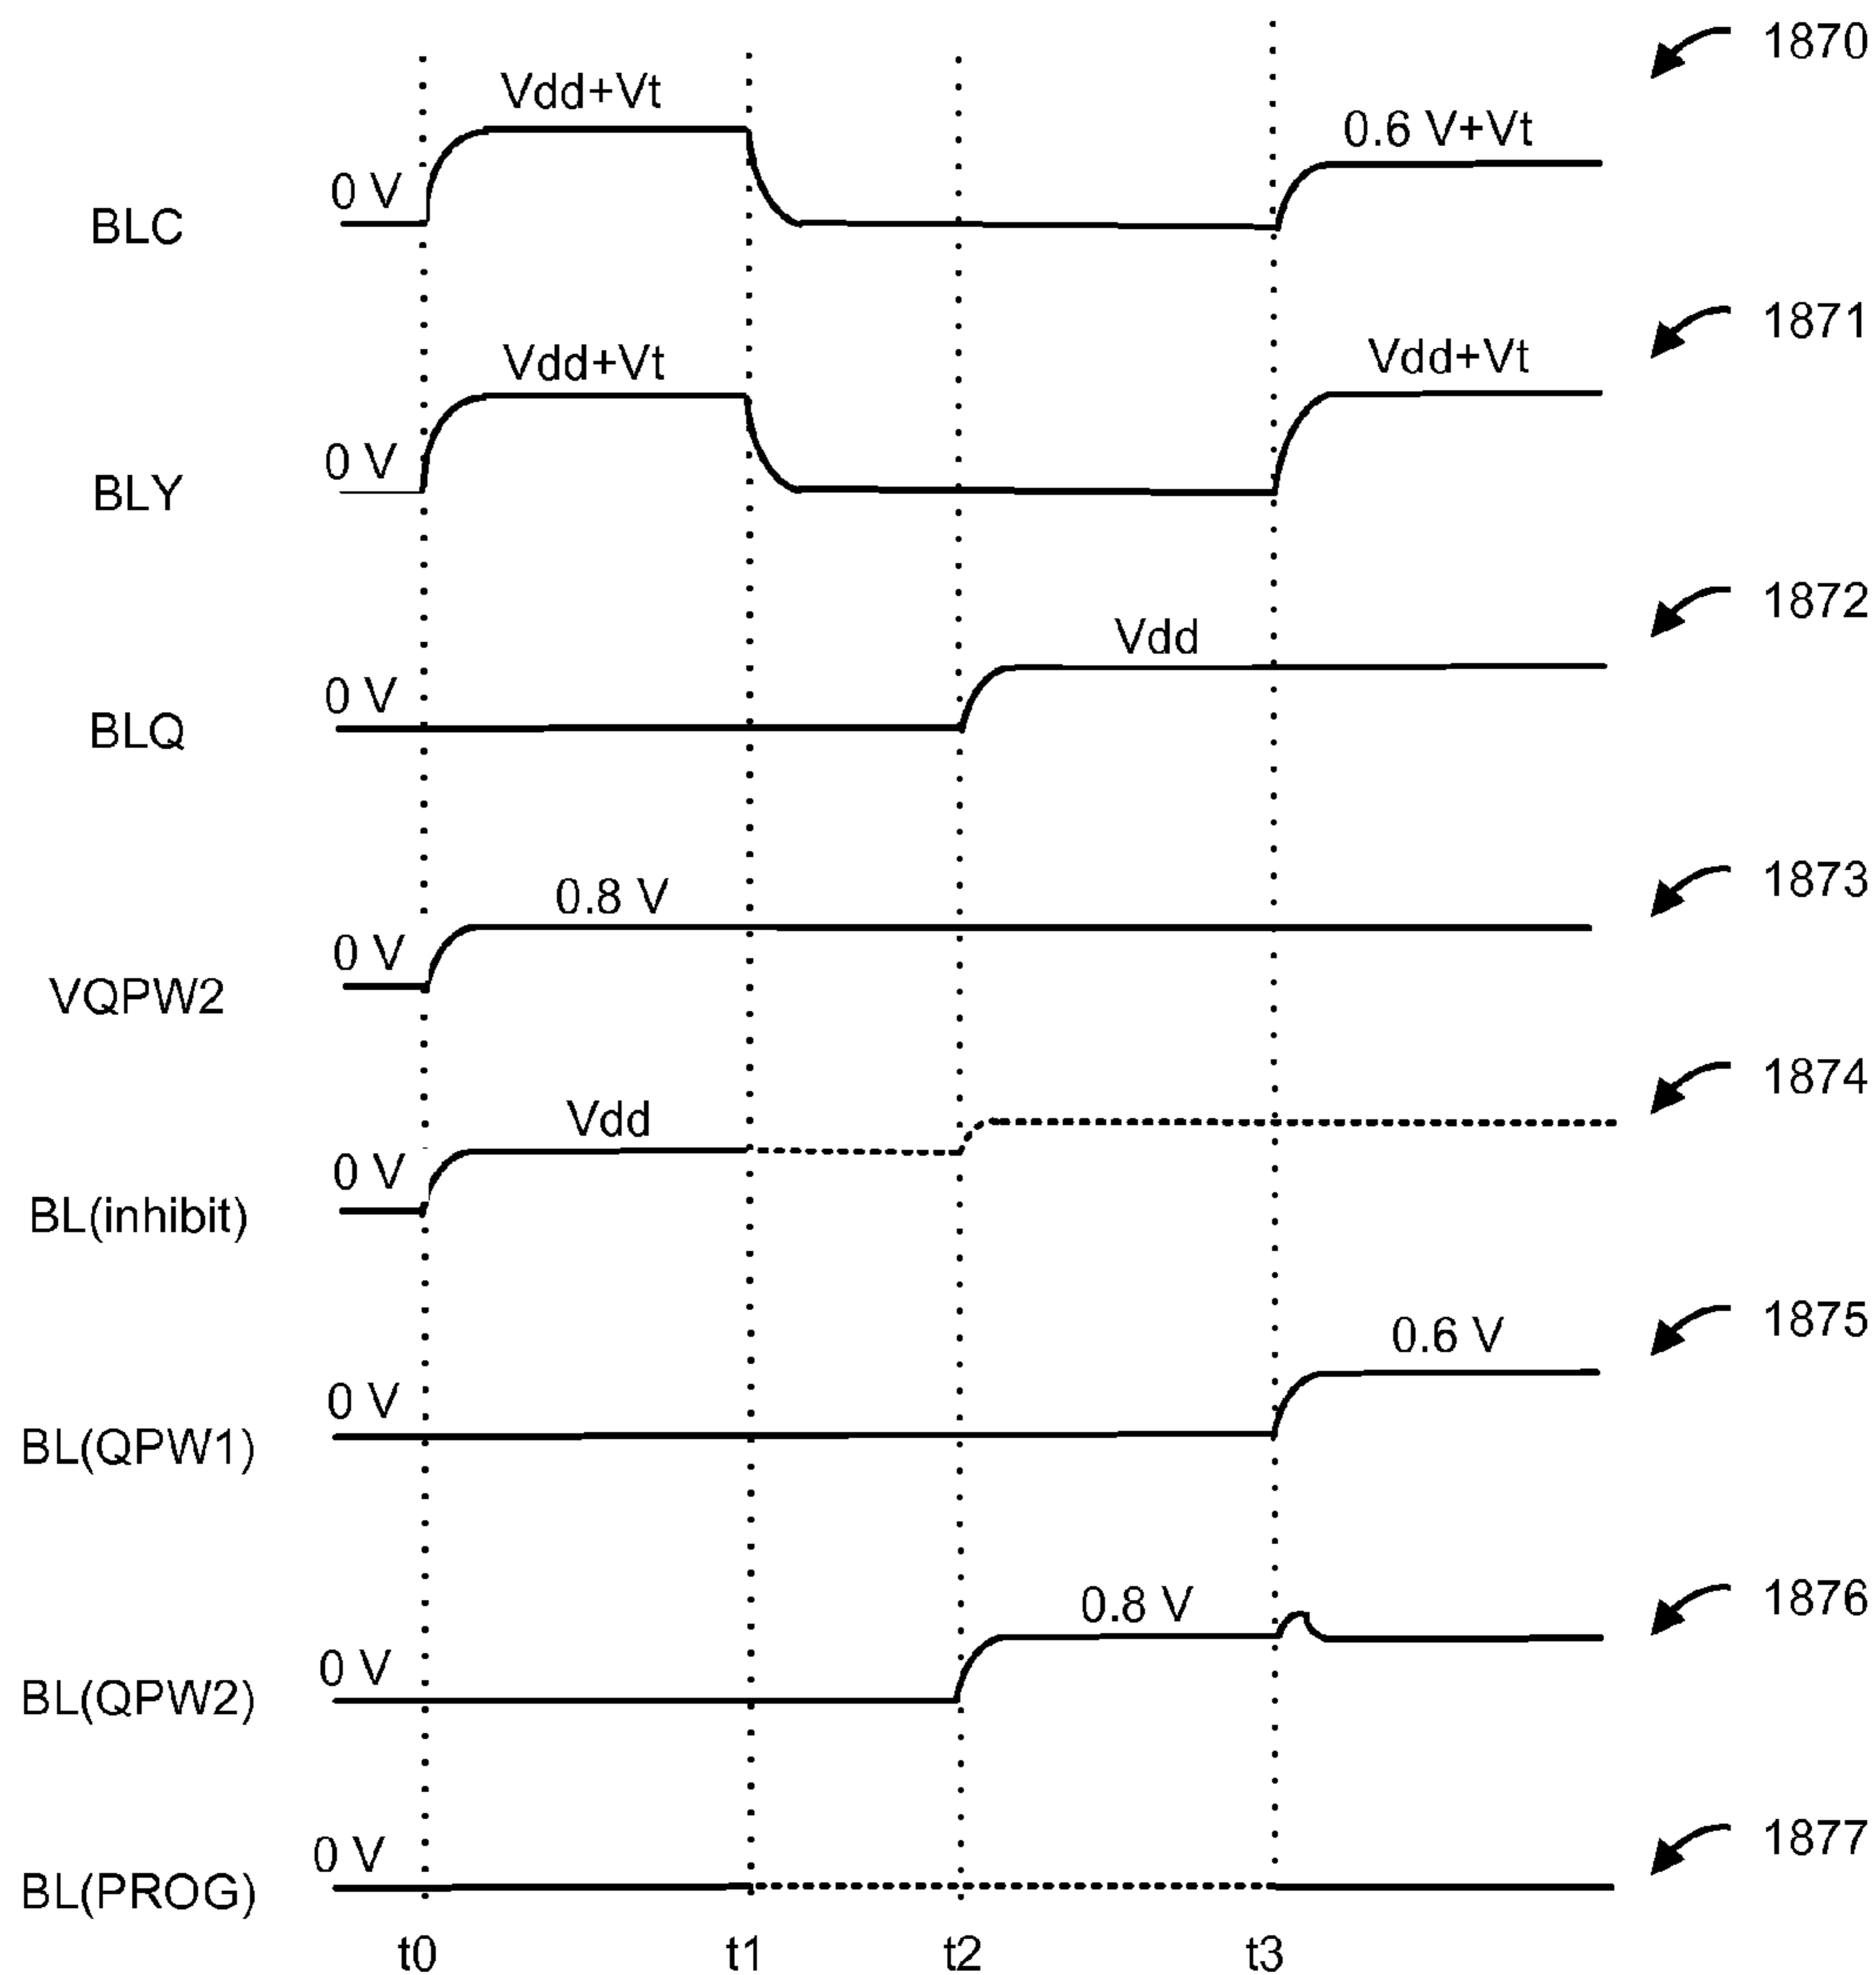 1870
Vdd+Vt
0.6 V+Vt
0 V
BLC
1871
Vdd+Vt
Vdd+Vt
0 V
BLY
1872
Vdd
0 V
BLQ
1873
0.8 V
0 V
VQPW2
1874
Vdd
0 V
BL(inhibit)
1875
0.6 V
0 V
BL(QPW1)
1876
0.8 V
0 V
BL(QPW2)
1877
0 V
BL(PROG)
t0 t1 t2 t3